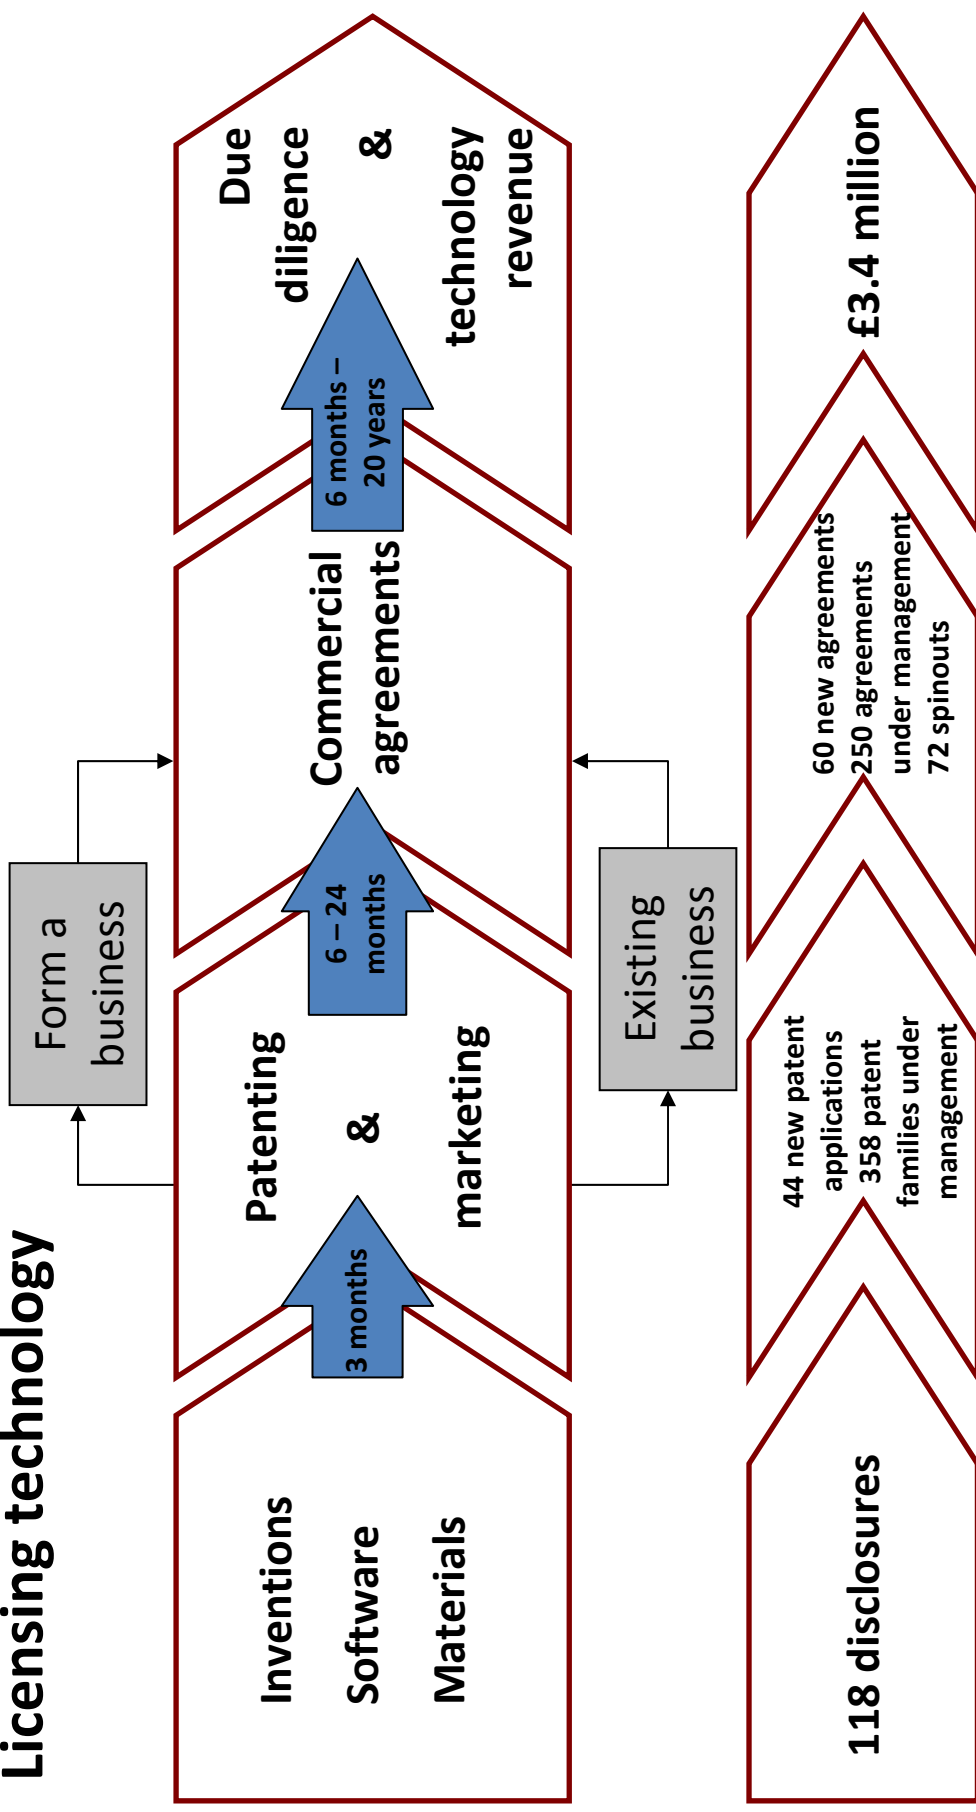 Licensing technology
Form a
business
Inventions
Software
Materials
3 months
Patenting
&
marketing
6 – 24
months
Commercial
agreements
6 months –
20 years
Due
diligence
&
technology
revenue
Existing
business
118 disclosures
44 new patent
applications
358 patent
families under
management
60 new agreements
250 agreements
under management
72 spinouts
£3.4 million